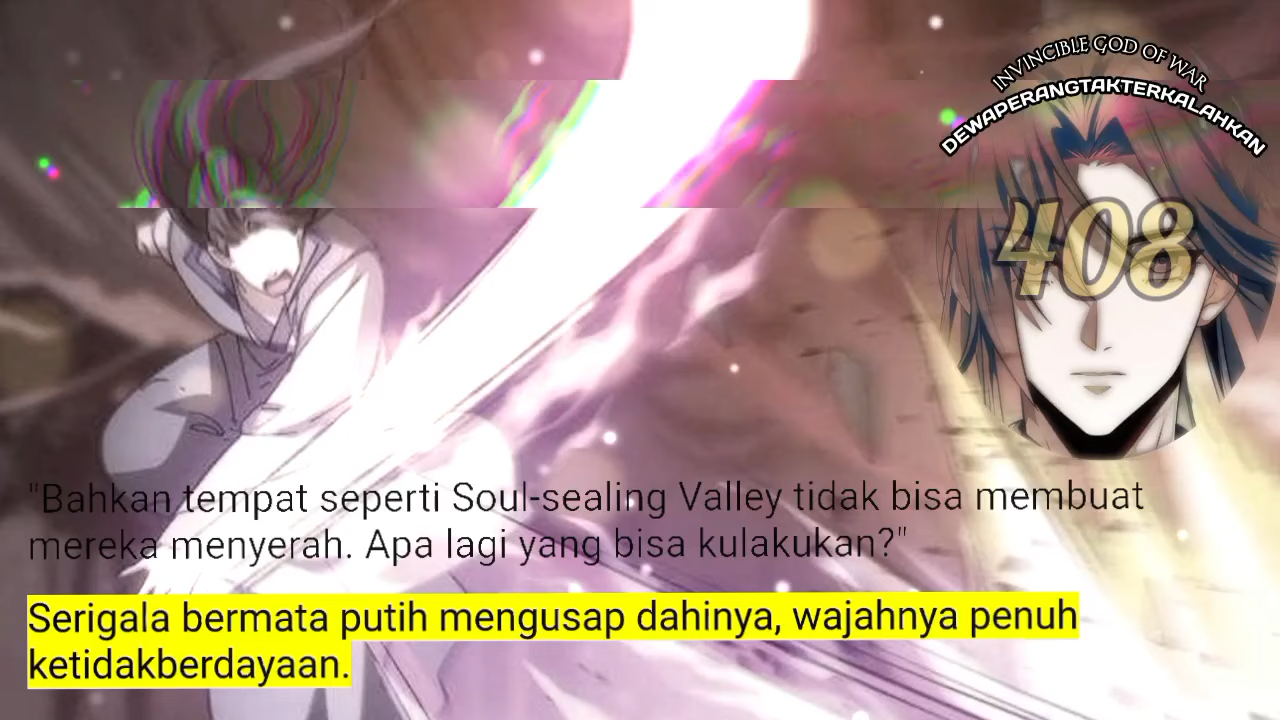 INVINCIBLE GOD OF WAR
DEWAPERANGTAKTERKALAHKAN
408
"Bahkan tempat seperti Soul-sealing Valley tidak bisa membuat
mereka menyerah. Apa lagi yang bisa kulakukan?"
Serigala bermata putih mengusap dahinya, wajahnya penuh
ketidakberdayaan.